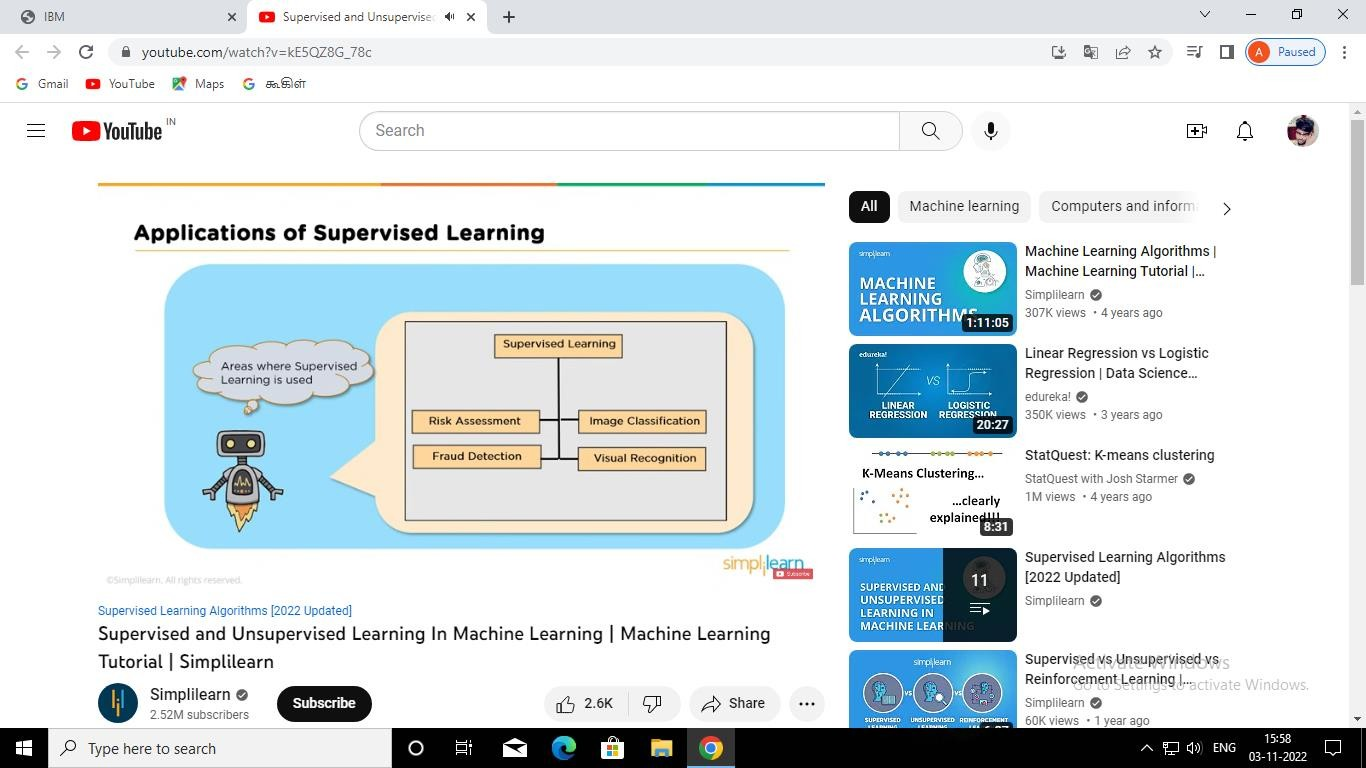 IBM
Supervised and Unsupervise
youtube.com/watch?v=kE5QZ8G_78c
A Paused
Gmail YouTube Maps கூகிள்
YouTube IN
Search
Applications of Supervised Learning
Areas where Supervised
Learning is used
Supervised Learning
Risk Assessment Image Classification
Fraud Detection Visual Recognition
simplilearn
Subscribe
©Simplilearn. All rights reserved.
Supervised Learning Algorithms [2022 Updated]
Supervised and Unsupervised Learning In Machine Learning | Machine Learning
Tutorial | Simplilearn
Simplilearn
2.52M subscribers
Subscribe
2.6K Share
All Machine learning Computers and inform
simplilearn
MACHINE
LEARNING
ALGORITHMS
1:11:05
Machine Learning Algorithms |
Machine Learning Tutorial |...
Simplilearn
307K views • 4 years ago
edureka!
VS
LINEAR REGRESSION
LOGISTIC REGRESSION
20:27
Linear Regression vs Logistic
Regression | Data Science...
edureka!
350K views • 3 years ago
K-Means Clustering...
...clearly
explained!!!
8:31
StatQuest: K-means clustering
StatQuest with Josh Starmer
1M views • 4 years ago
simplilearn
SUPERVISED AND
UNSUPERVISED
LEARNING IN
MACHINE LEARNING
11
Supervised Learning Algorithms
[2022 Updated]
Simplilearn
simplilearn
VS VS
SUPERVISED UNSUPERVISED REINFORCEMENT
Supervised vs Unsupervised vs
Reinforcement Learning |...
Simplilearn
60K views • 1 year ago
Activate Windows
Go to Settings to activate Windows.
Type here to search
ENG
15:58
03-11-2022